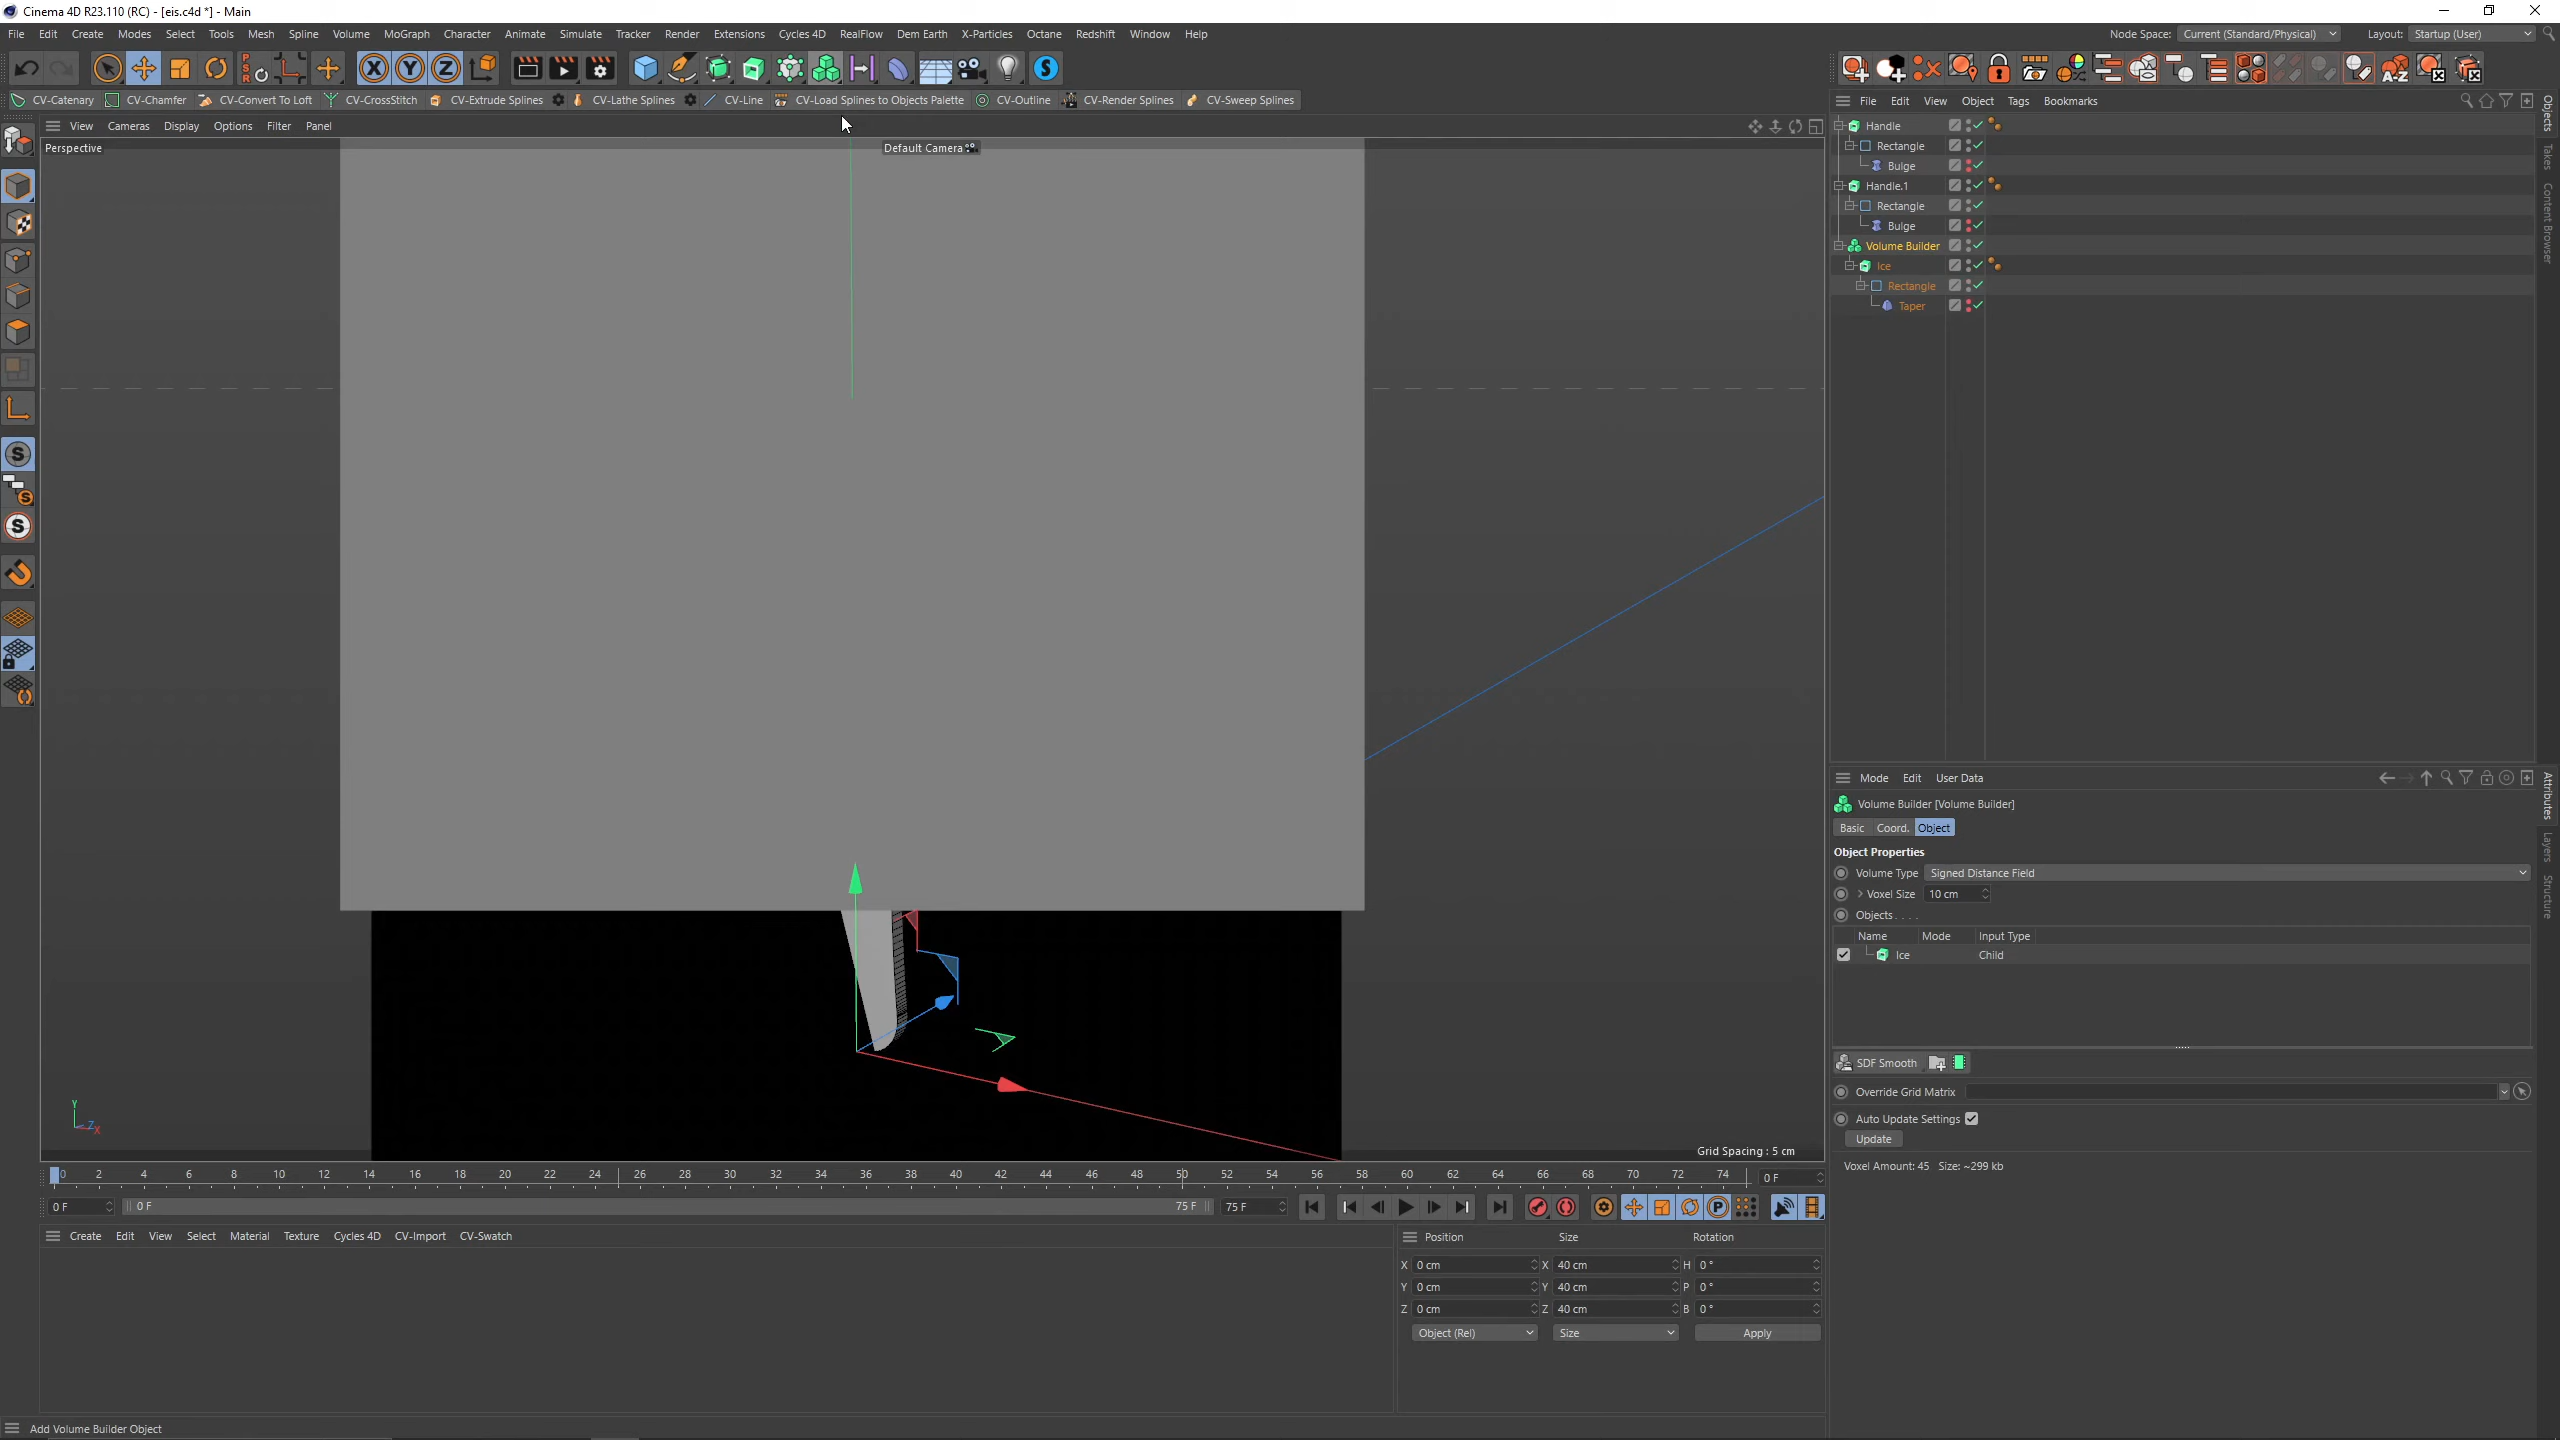 Cinema 4D R23.110 (RC) - [eis.c4d *] - Main
File Edit Create Modes Select Tools Mesh Spline Volume MoGraph Character Animate Simulate Tracker Render Extensions Cycles 4D RealFlow Dem Earth X-Particles Octane Redshift Window Help Node Space: Current (Standard/Physical) Layout: Startup (User)
CV-Catenary CV-Chamfer CV-Convert To Loft CV-CrossStitch CV-Extrude Splines CV-Lathe Splines CV-Line CV-Load Splines to Objects Palette CV-Outline CV-Render Splines CV-Sweep Splines
File Edit View Object Tags Bookmarks
View Cameras Display Options Filter Panel
Perspective
Default Camera
Handle
Rectangle
Bulge
Handle.1
Rectangle
Bulge
Volume Builder
Ice
Rectangle
Taper
Objects
Takes
Content Browser
Mode Edit User Data
Volume Builder [Volume Builder]
Basic Coord. Object
Object Properties
Volume Type Signed Distance Field
> Voxel Size 10 cm
Objects . . . .
Name Mode Input Type
Ice Child
SDF Smooth
Override Grid Matrix
Auto Update Settings
Update
Voxel Amount: 45 Size: ~299 kb
Attributes
Layers
Structure
Y
Z
X
Grid Spacing : 5 cm
0 2 4 6 8 10 12 14 16 18 20 22 24 26 28 30 32 34 36 38 40 42 44 46 48 50 52 54 56 58 60 62 64 66 68 70 72 74 0 F
0 F 0 F 75 F 75 F
Create Edit View Select Material Texture Cycles 4D CV-Import CV-Swatch
Position Size Rotation
X 0 cm X 40 cm H 0 °
Y 0 cm Y 40 cm P 0 °
Z 0 cm Z 40 cm B 0 °
Object (Rel) Size Apply
Add Volume Builder Object